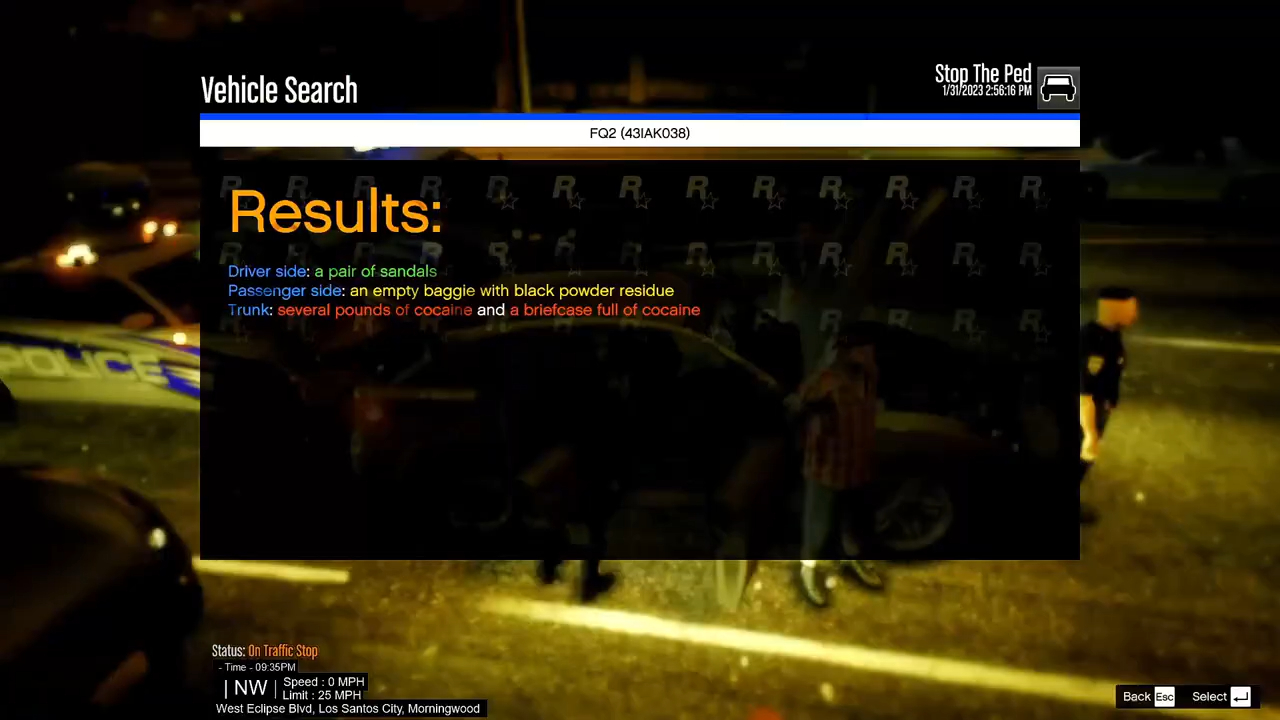 Vehicle Search
Stop The Ped
1/31/2023 2:56:16 PM
FQ2 (43IAK038)
Results:
Driver side: a pair of sandals
Passenger side: an empty baggie with black powder residue
Trunk: several pounds of cocaine and a briefcase full of cocaine
POLICE
Status: On Traffic Stop
- Time - 09:35PM
| NW |
Speed : 0 MPH
Limit : 25 MPH
West Eclipse Blvd, Los Santos City, Morningwood
Back Esc Select